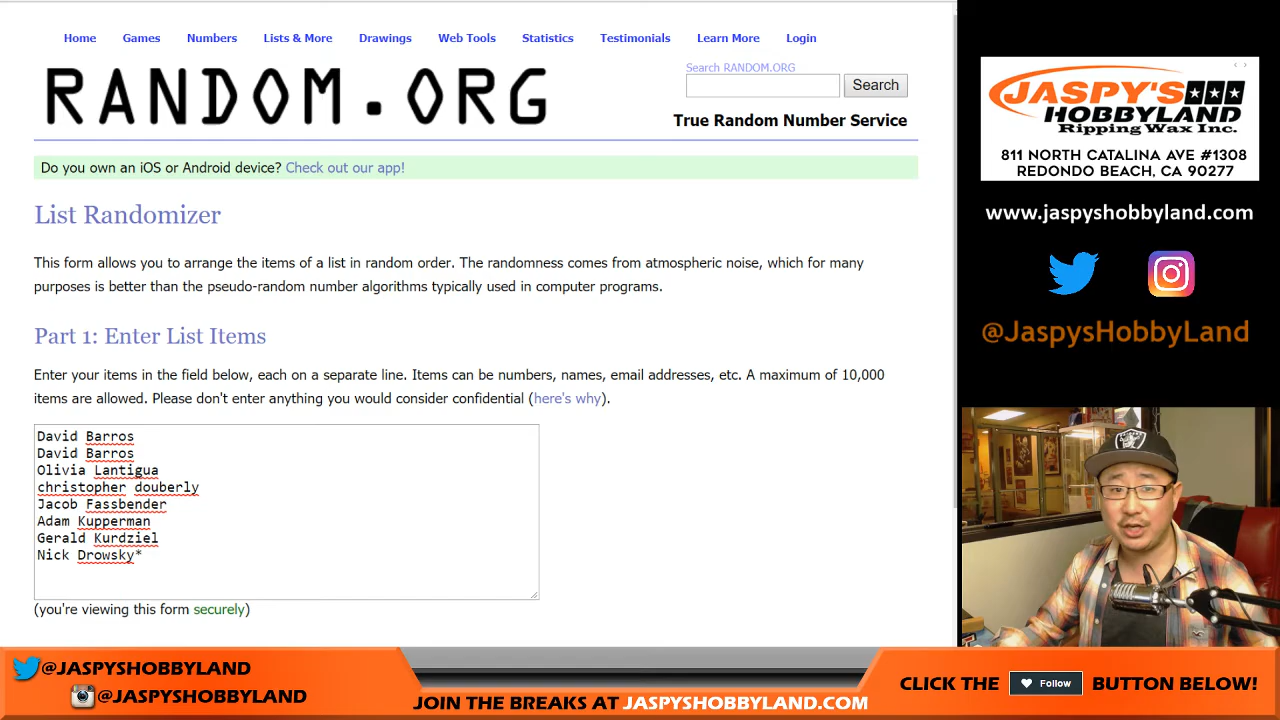 Home Games Numbers Lists & More Drawings Web Tools Statistics Testimonials Learn More Login
RANDOM.ORG
Search RANDOM.ORG
Search
True Random Number Service
Do you own an iOS or Android device? Check out our app!
List Randomizer
This form allows you to arrange the items of a list in random order. The randomness comes from atmospheric noise, which for many
purposes is better than the pseudo-random number algorithms typically used in computer programs.
Part 1: Enter List Items
Enter your items in the field below, each on a separate line. Items can be numbers, names, email addresses, etc. A maximum of 10,000
items are allowed. Please don't enter anything you would consider confidential (here's why).
David Barros
David Barros
Olivia Lantigua
christopher douberly
Jacob Fassbender
Adam Kupperman
Gerald Kurdziel
Nick Drowsky*
(you're viewing this form securely)
JASPY'S
HOBBYLAND
Ripping Wax Inc.
811 NORTH CATALINA AVE #1308
REDONDO BEACH, CA 90277
www.jaspyshobbyland.com
@JaspysHobbyLand
@JASPYSHOBBYLAND
@JASPYSHOBBYLAND
JOIN THE BREAKS AT JASPYSHOBBYLAND.COM
CLICK THE Follow BUTTON BELOW!